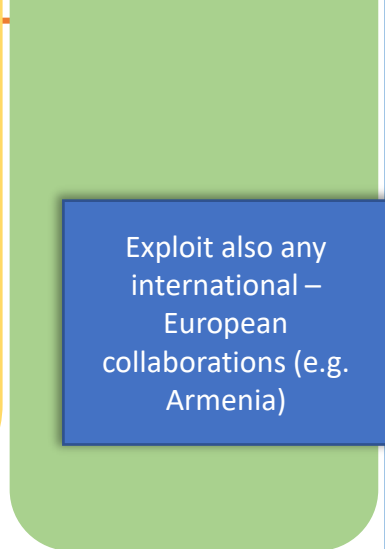 Exploit also any
international –
European
collaborations (e.g.
Armenia)